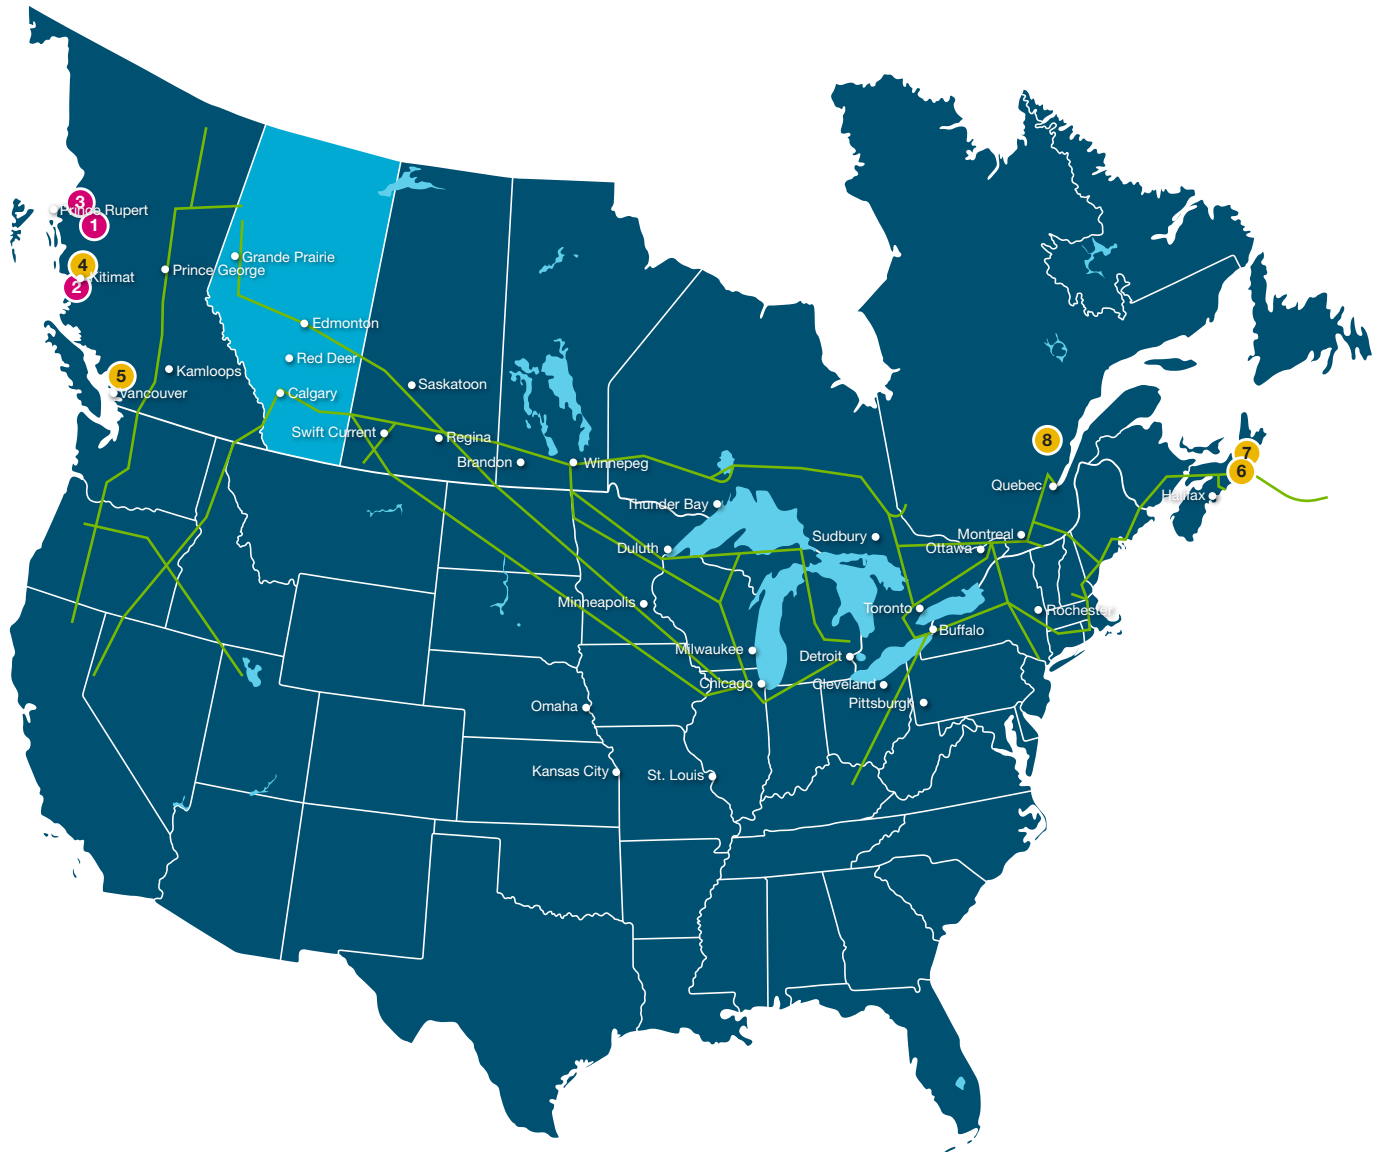 3
Prince Rupert
1
Grande Prairie
4
Prince George
Kitimat
2
Edmonton
Red Deer
5
Kamloops
Saskatoon
Vancouver
Calgary
Swift Current
Regina
8
7
Brandon
Winnepeg
6
Quebec
Halifax
Thunder Bay
Sudbury
Montreal
Duluth
Ottawa
Minneapolis
Toronto
Rochester
Buffalo
Milwaukee
Detroit
Chicago
Cleveland
Pittsburgh
Omaha
Kansas City
St. Louis